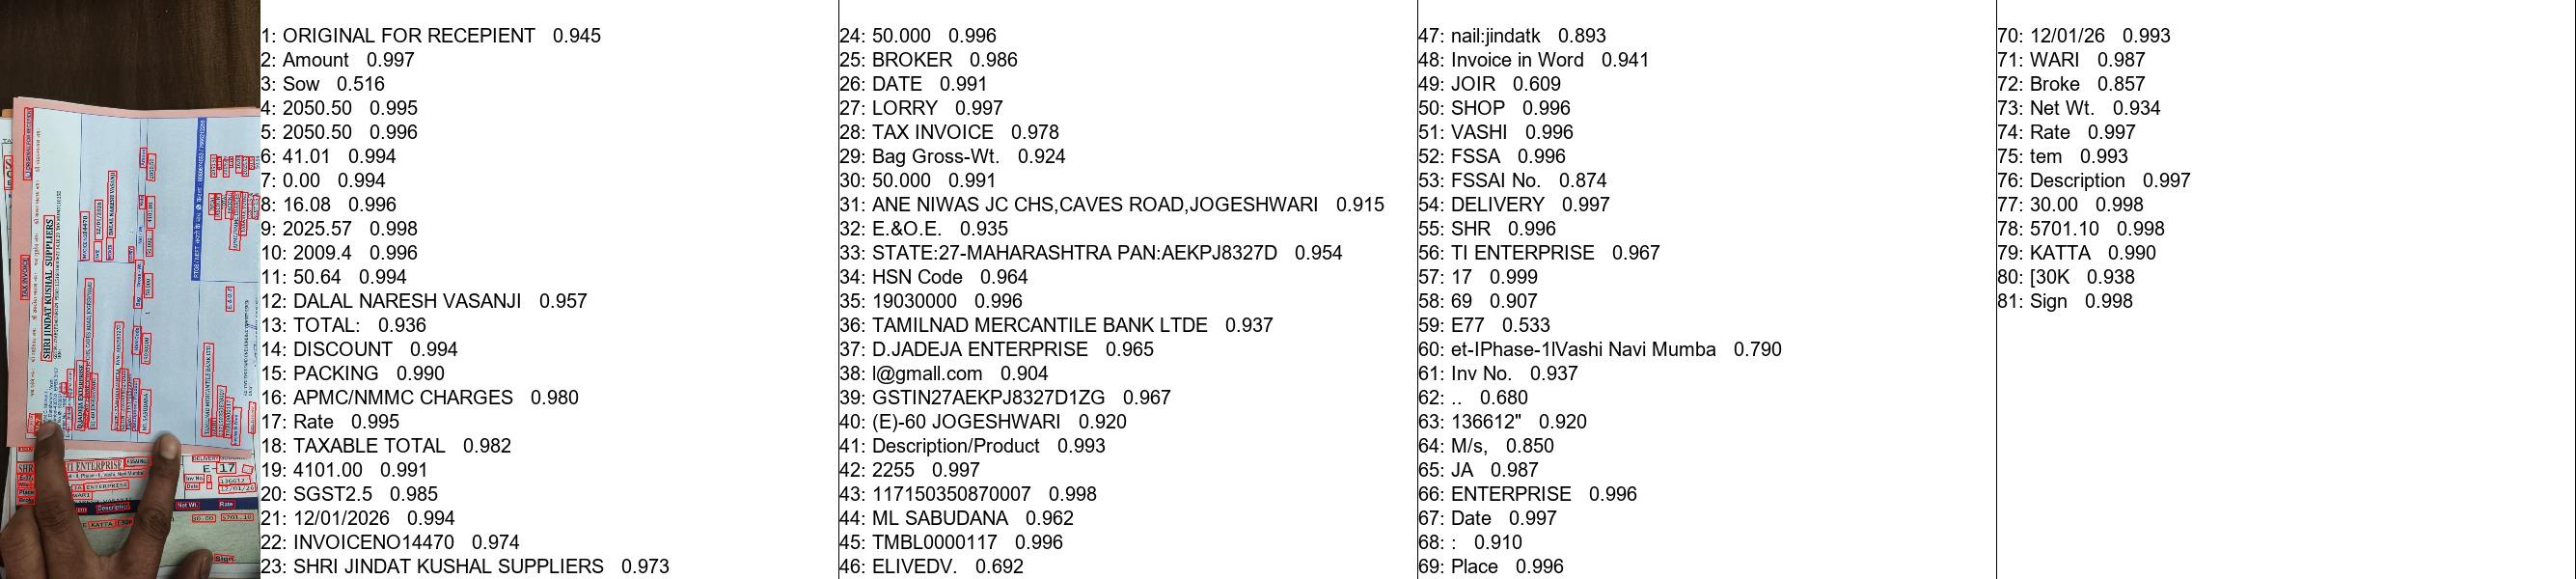 1: ORIGINAL FOR RECEPIENT 0.945
2: Amount 0.997
3: Sow 0.516
4: 2050.50 0.995
5: 2050.50 0.996
6: 41.01 0.994
7: 0.00 0.994
8: 16.08 0.996
9: 2025.57 0.998
10: 2009.4 0.996
11: 50.64 0.994
12: DALAL NARESH VASANJI 0.957
13: TOTAL: 0.936
14: DISCOUNT 0.994
15: PACKING 0.990
16: APMC/NMMC CHARGES 0.980
17: Rate 0.995
18: TAXABLE TOTAL 0.982
19: 4101.00 0.991
20: SGST2.5 0.985
21: 12/01/2026 0.994
22: INVOICENO14470 0.974
23: SHRI JINDAT KUSHAL SUPPLIERS 0.973
24: 50.000 0.996
25: BROKER 0.986
26: DATE 0.991
27: LORRY 0.997
28: TAX INVOICE 0.978
29: Bag Gross-Wt. 0.924
30: 50.000 0.991
31: ANE NIWAS JC CHS,CAVES ROAD,JOGESHWARI 0.915
32: E.&O.E. 0.935
33: STATE:27-MAHARASHTRA PAN:AEKPJ8327D 0.954
34: HSN Code 0.964
35: 19030000 0.996
36: TAMILNAD MERCANTILE BANK LTDE 0.937
37: D.JADEJA ENTERPRISE 0.965
38: l@gmall.com 0.904
39: GSTIN27AEKPJ8327D1ZG 0.967
40: (E)-60 JOGESHWARI 0.920
41: Description/Product 0.993
42: 2255 0.997
43: 117150350870007 0.998
44: ML SABUDANA 0.962
45: TMBL0000117 0.996
46: ELIVEDV. 0.692
47: nail:jindatk 0.893
48: Invoice in Word 0.941
49: JOIR 0.609
50: SHOP 0.996
51: VASHI 0.996
52: FSSA 0.996
53: FSSAI No. 0.874
54: DELIVERY 0.997
55: SHR 0.996
56: TI ENTERPRISE 0.967
57: 17 0.999
58: 69 0.907
59: E77 0.533
60: et-IPhase-1lVashi Navi Mumba 0.790
61: Inv No. 0.937
62: .. 0.680
63: 136612" 0.920
64: M/s, 0.850
65: JA 0.987
66: ENTERPRISE 0.996
67: Date 0.997
68: : 0.910
69: Place 0.996
70: 12/01/26 0.993
71: WARI 0.987
72: Broke 0.857
73: Net Wt. 0.934
74: Rate 0.997
75: tem 0.993
76: Description 0.997
77: 30.00 0.998
78: 5701.10 0.998
79: KATTA 0.990
80: [30K 0.938
81: Sign 0.998